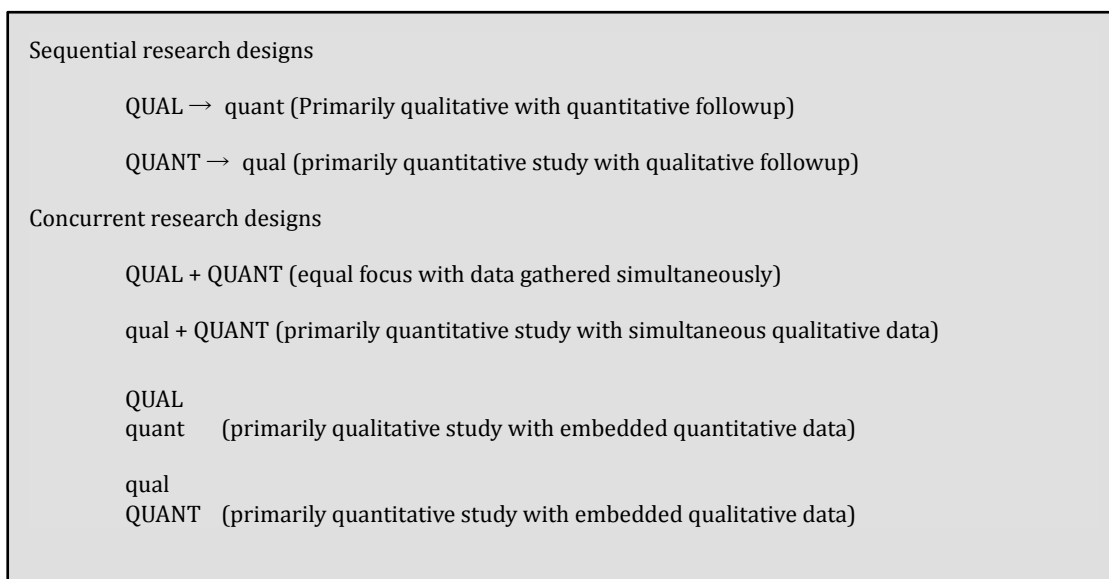 Sequential research designs
QUAL → quant (Primarily qualitative with quantitative followup)
QUANT → qual (primarily quantitative study with qualitative followup)
Concurrent research designs
QUAL + QUANT (equal focus with data gathered simultaneously)
qual + QUANT (primarily quantitative study with simultaneous qualitative data)
QUAL
quant (primarily qualitative study with embedded quantitative data)
qual
QUANT (primarily quantitative study with embedded qualitative data)